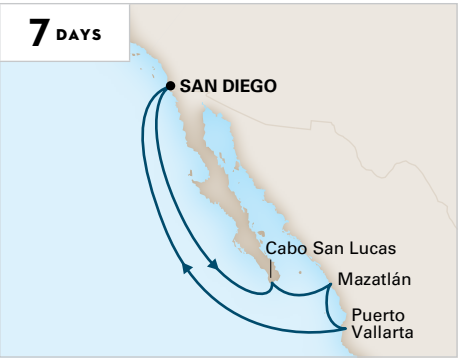 7 DAYS
SAN DIEGO
Cabo San Lucas
Mazatlán
Puerto
Vallarta